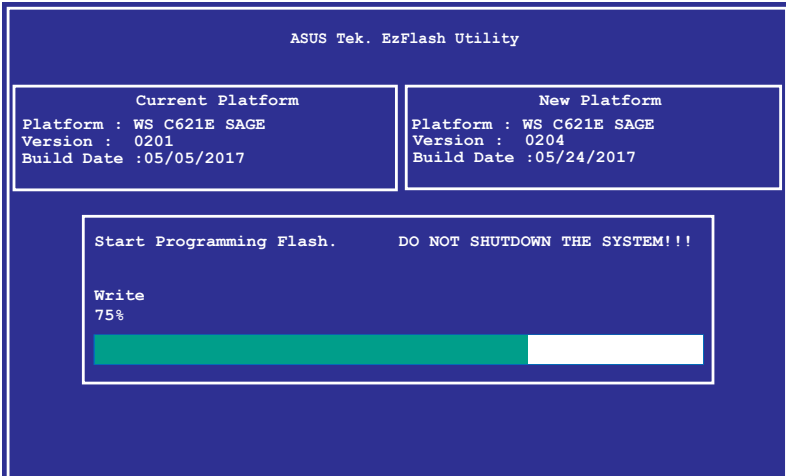 ASUS Tek. EzFlash Utility
Current Platform
Platform : WS C621E SAGE
Version : 0201
Build Date :05/05/2017
New Platform
Platform : WS C621E SAGE
Version : 0204
Build Date :05/24/2017
Start Programming Flash. DO NOT SHUTDOWN THE SYSTEM!!!
Write
75%